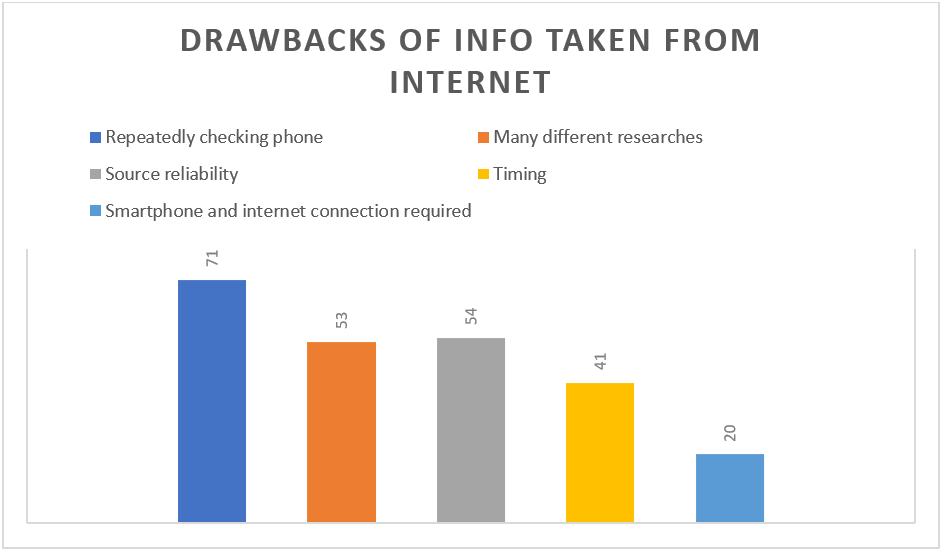 DRAWBACKS OF INFO TAKEN FROM
INTERNET
Repeatedly checking phone
Many different researches
Source reliability
Timing
Smartphone and internet connection required
71
53
54
41
20